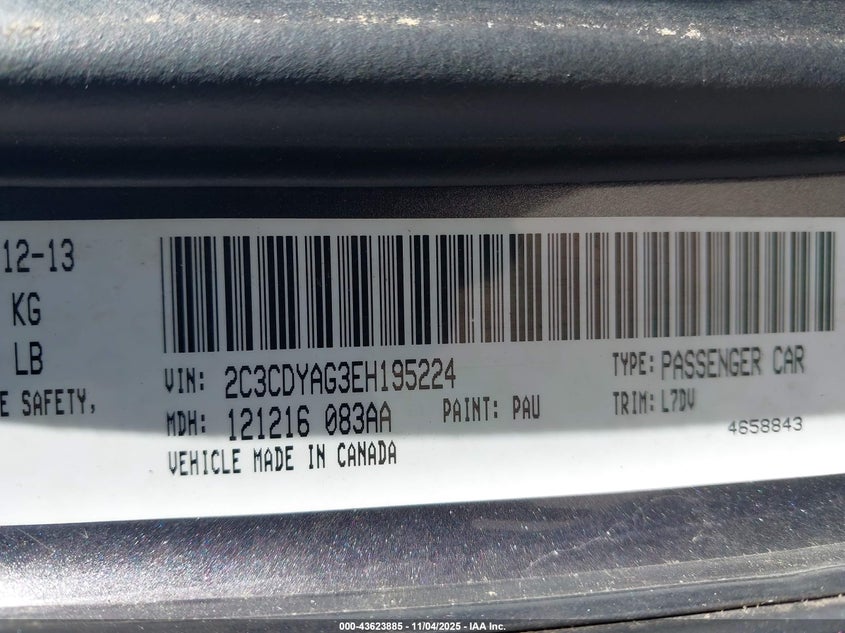 12-13
KG
LB
E SAFETY,
VIN: 2C3CDYAG3EH195224
TYPE: PASSENGER CAR
MDH: 121216 083AA
PAINT: PAU
TRIM: L7DV
VEHICLE MADE IN CANADA
4658843
000-43623885 - 11/04/2025 - IAA Inc.